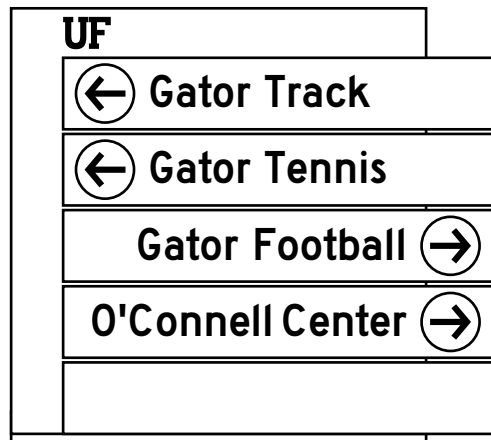 UF
Gator Track
Gator Tennis
Gator Football
O'Connell Center